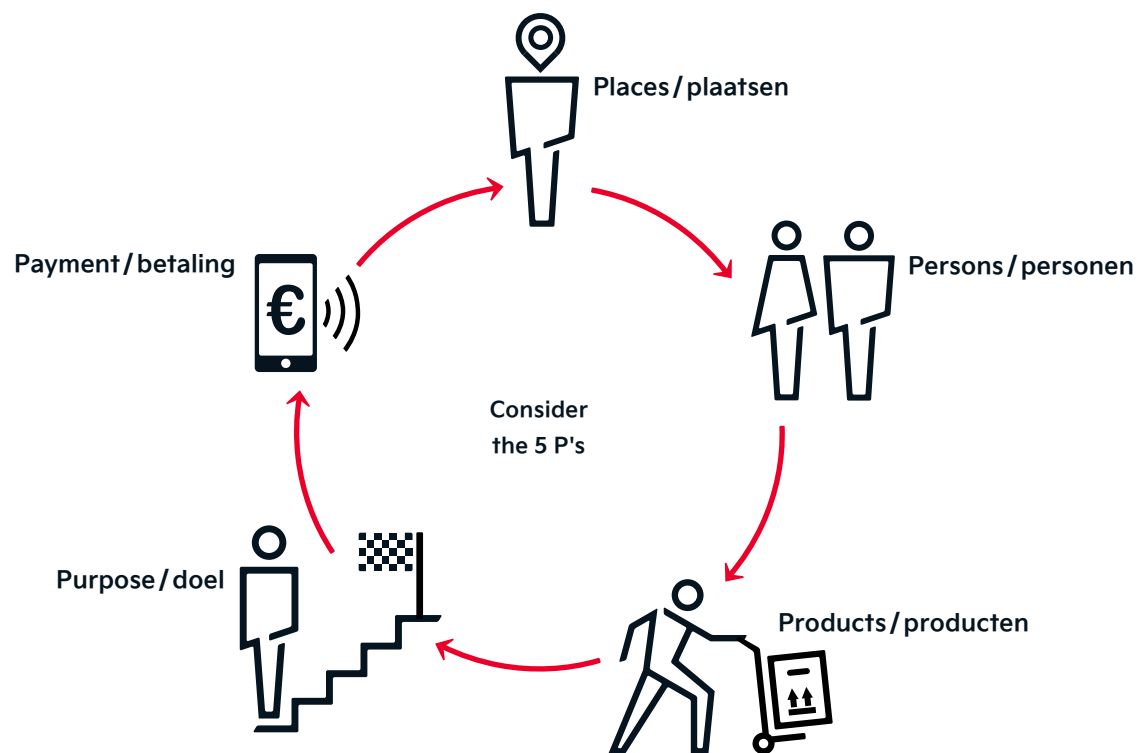 Places/plaatsen
Payment/betaling
Persons/personen
€
Consider
the 5 P's
Purpose/doel
Products/producten